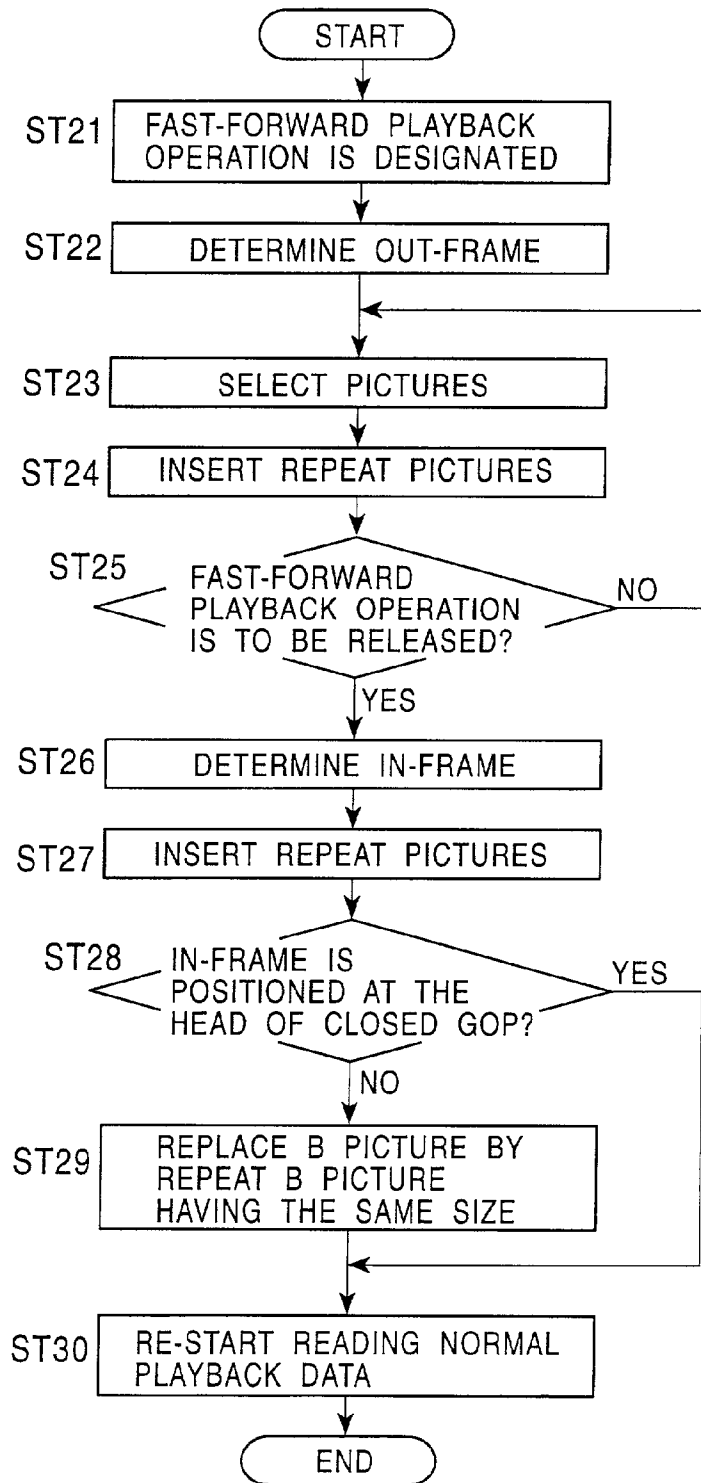 START
ST21
FAST-FORWARD PLAYBACK
OPERATION IS DESIGNATED
ST22
DETERMINE OUT-FRAME
ST23
SELECT PICTURES
ST24
INSERT REPEAT PICTURES
ST25
FAST-FORWARD
PLAYBACK OPERATION
IS TO BE RELEASED?
NO
YES
ST26
DETERMINE IN-FRAME
ST27
INSERT REPEAT PICTURES
ST28
IN-FRAME IS
POSITIONED AT THE
HEAD OF CLOSED GOP?
YES
NO
ST29
REPLACE B PICTURE BY
REPEAT B PICTURE
HAVING THE SAME SIZE
ST30
RE-START READING NORMAL
PLAYBACK DATA
END